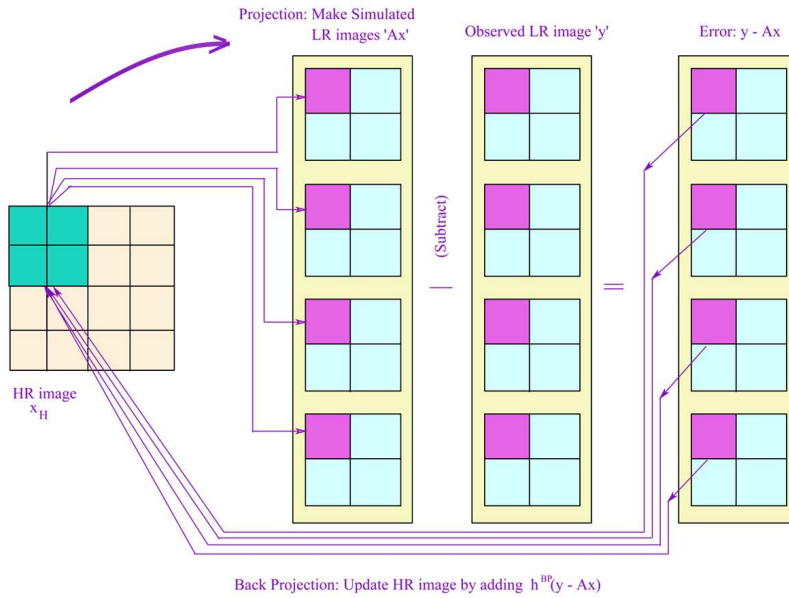 Projection: Make Simulated
LR images 'Ax'
Observed LR image 'y'
Error: y - Ax
(Subtract)
|
=
HR image
x_H
Back Projection: Update HR image by adding h^BP(y - Ax)